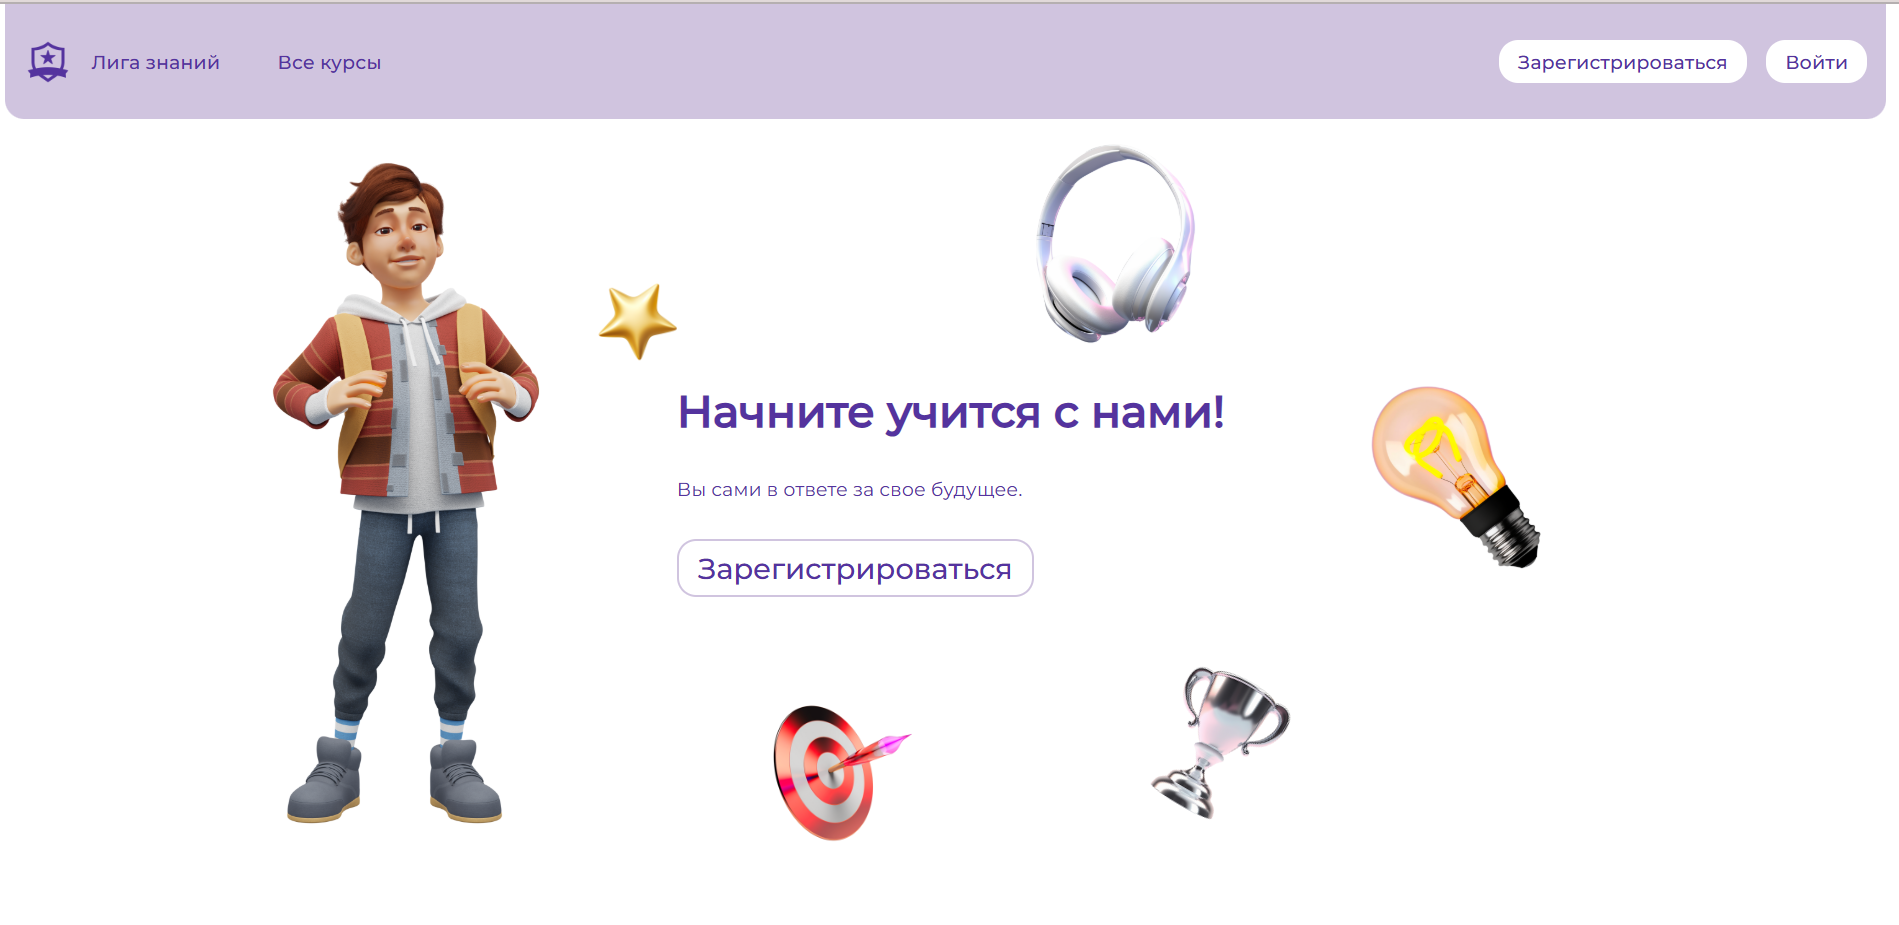 Лига знаний
Все курсы
Зарегистрироваться
Войти
Начните учится с нами!
Вы сами в ответе за свое будущее.
Зарегистрироваться